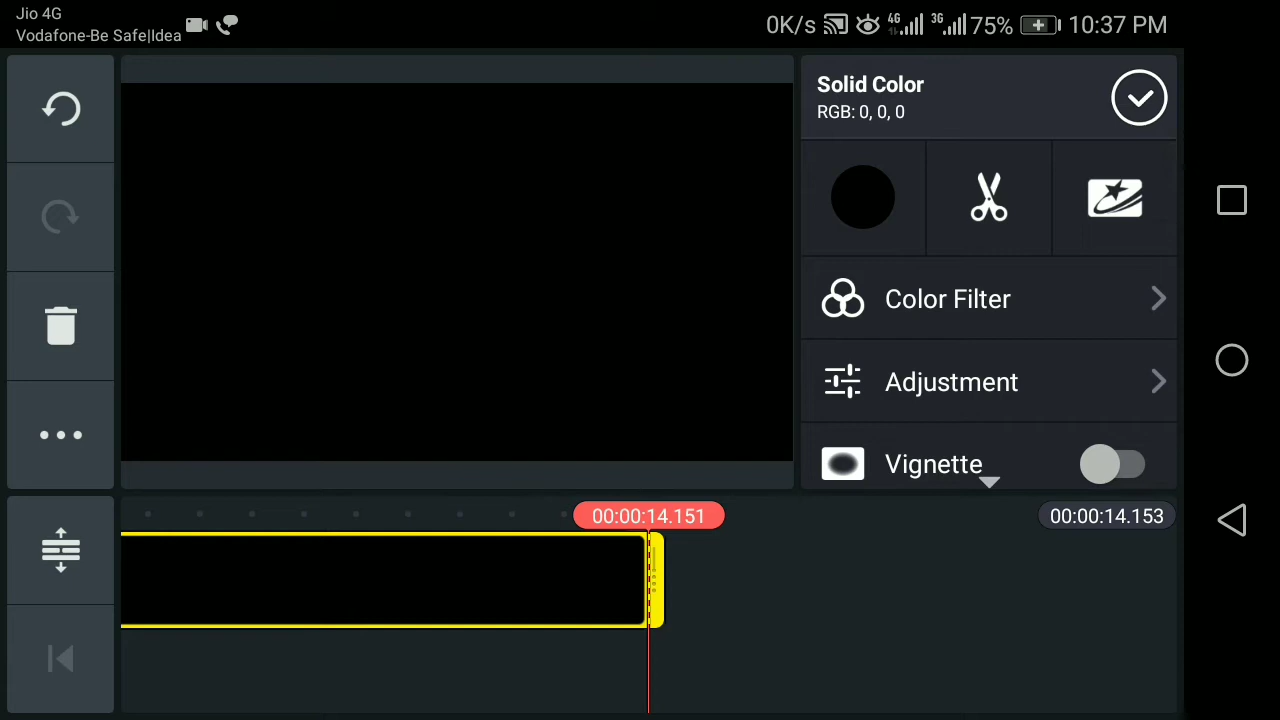 Jio 4G
Vodafone-Be Safe|Idea
0K/s 4G 3G 75% 10:37 PM
Solid Color
RGB: 0, 0, 0
Color Filter
Adjustment
Vignette
00:00:14.151
00:00:14.153